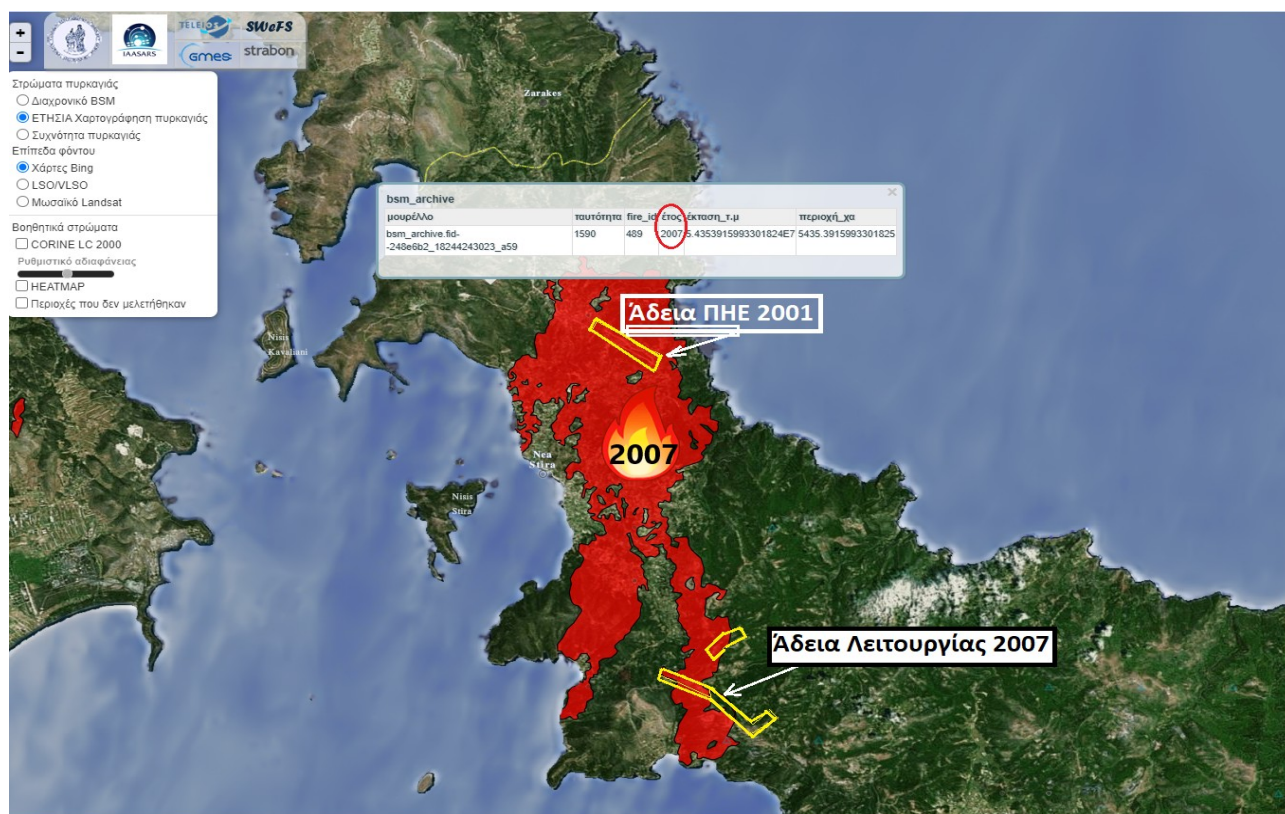 +
-
IAASARS
TELEIOS
SWeFS
Gmes
strabon
Στρώματα πυρκαγιάς
Διαχρονικό BSM
ΕΤΗΣΙΑ Χαρτογράφηση πυρκαγιάς
Συχνότητα πυρκαγιάς
Επίπεδα φόντου
Χάρτες Bing
LSO/VLSO
Μωσαϊκό Landsat
Βοηθητικά στρώματα
CORINE LC 2000
Ρυθμιστικό αδιαφάνειας
HEATMAP
Περιοχές που δεν μελετήθηκαν
Zarakes
bsm_archive
μουρέλλο ταυτότητα fire_id έτος έκταση_τ.μ περιοχή_χα
bsm_archive.fid- 1590 489 2007 5.4353915993301824E7 5435.3915993301825
-248e6b2_18244243023_a59
Άδεια ΠΗΕ 2001
Nisis
Kavaliani
2007
Nea
Stira
Nisis
Stira
Άδεια Λειτουργίας 2007